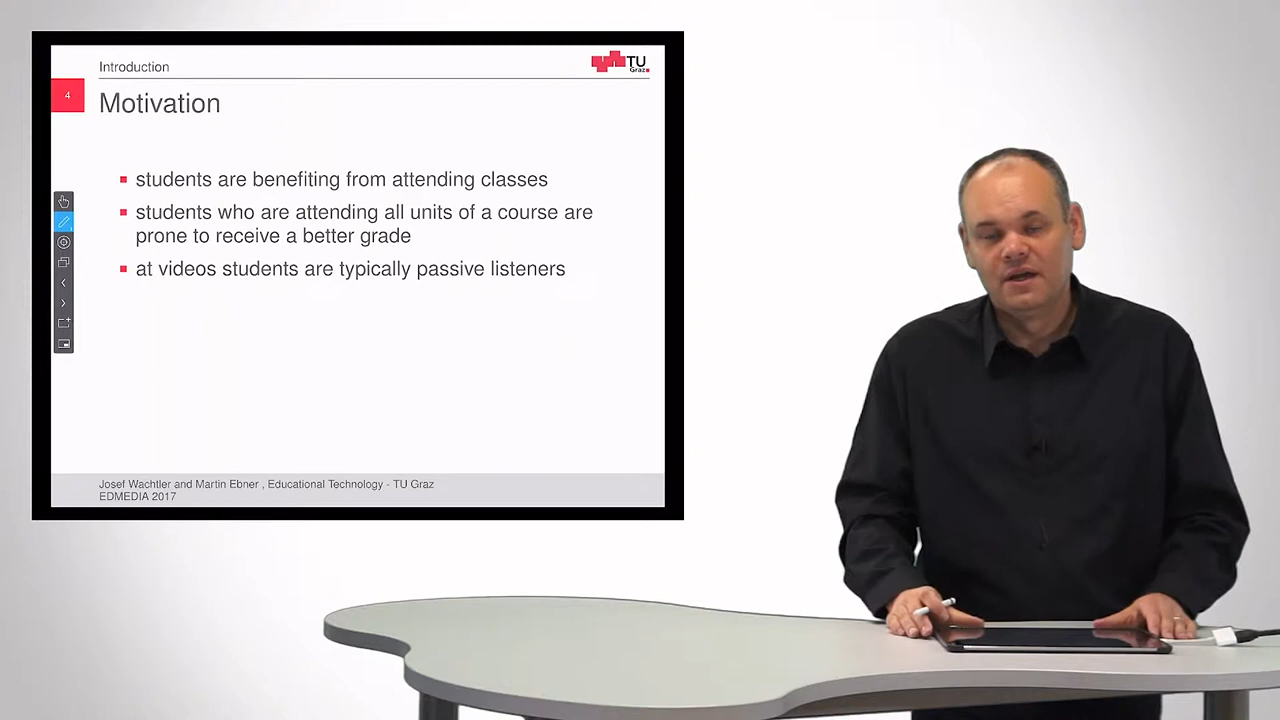 Introduction
TU
Graz
4
Motivation
students are benefiting from attending classes
students who are attending all units of a course are
prone to receive a better grade
at videos students are typically passive listeners
Josef Wachtler and Martin Ebner , Educational Technology - TU Graz
EDMEDIA 2017